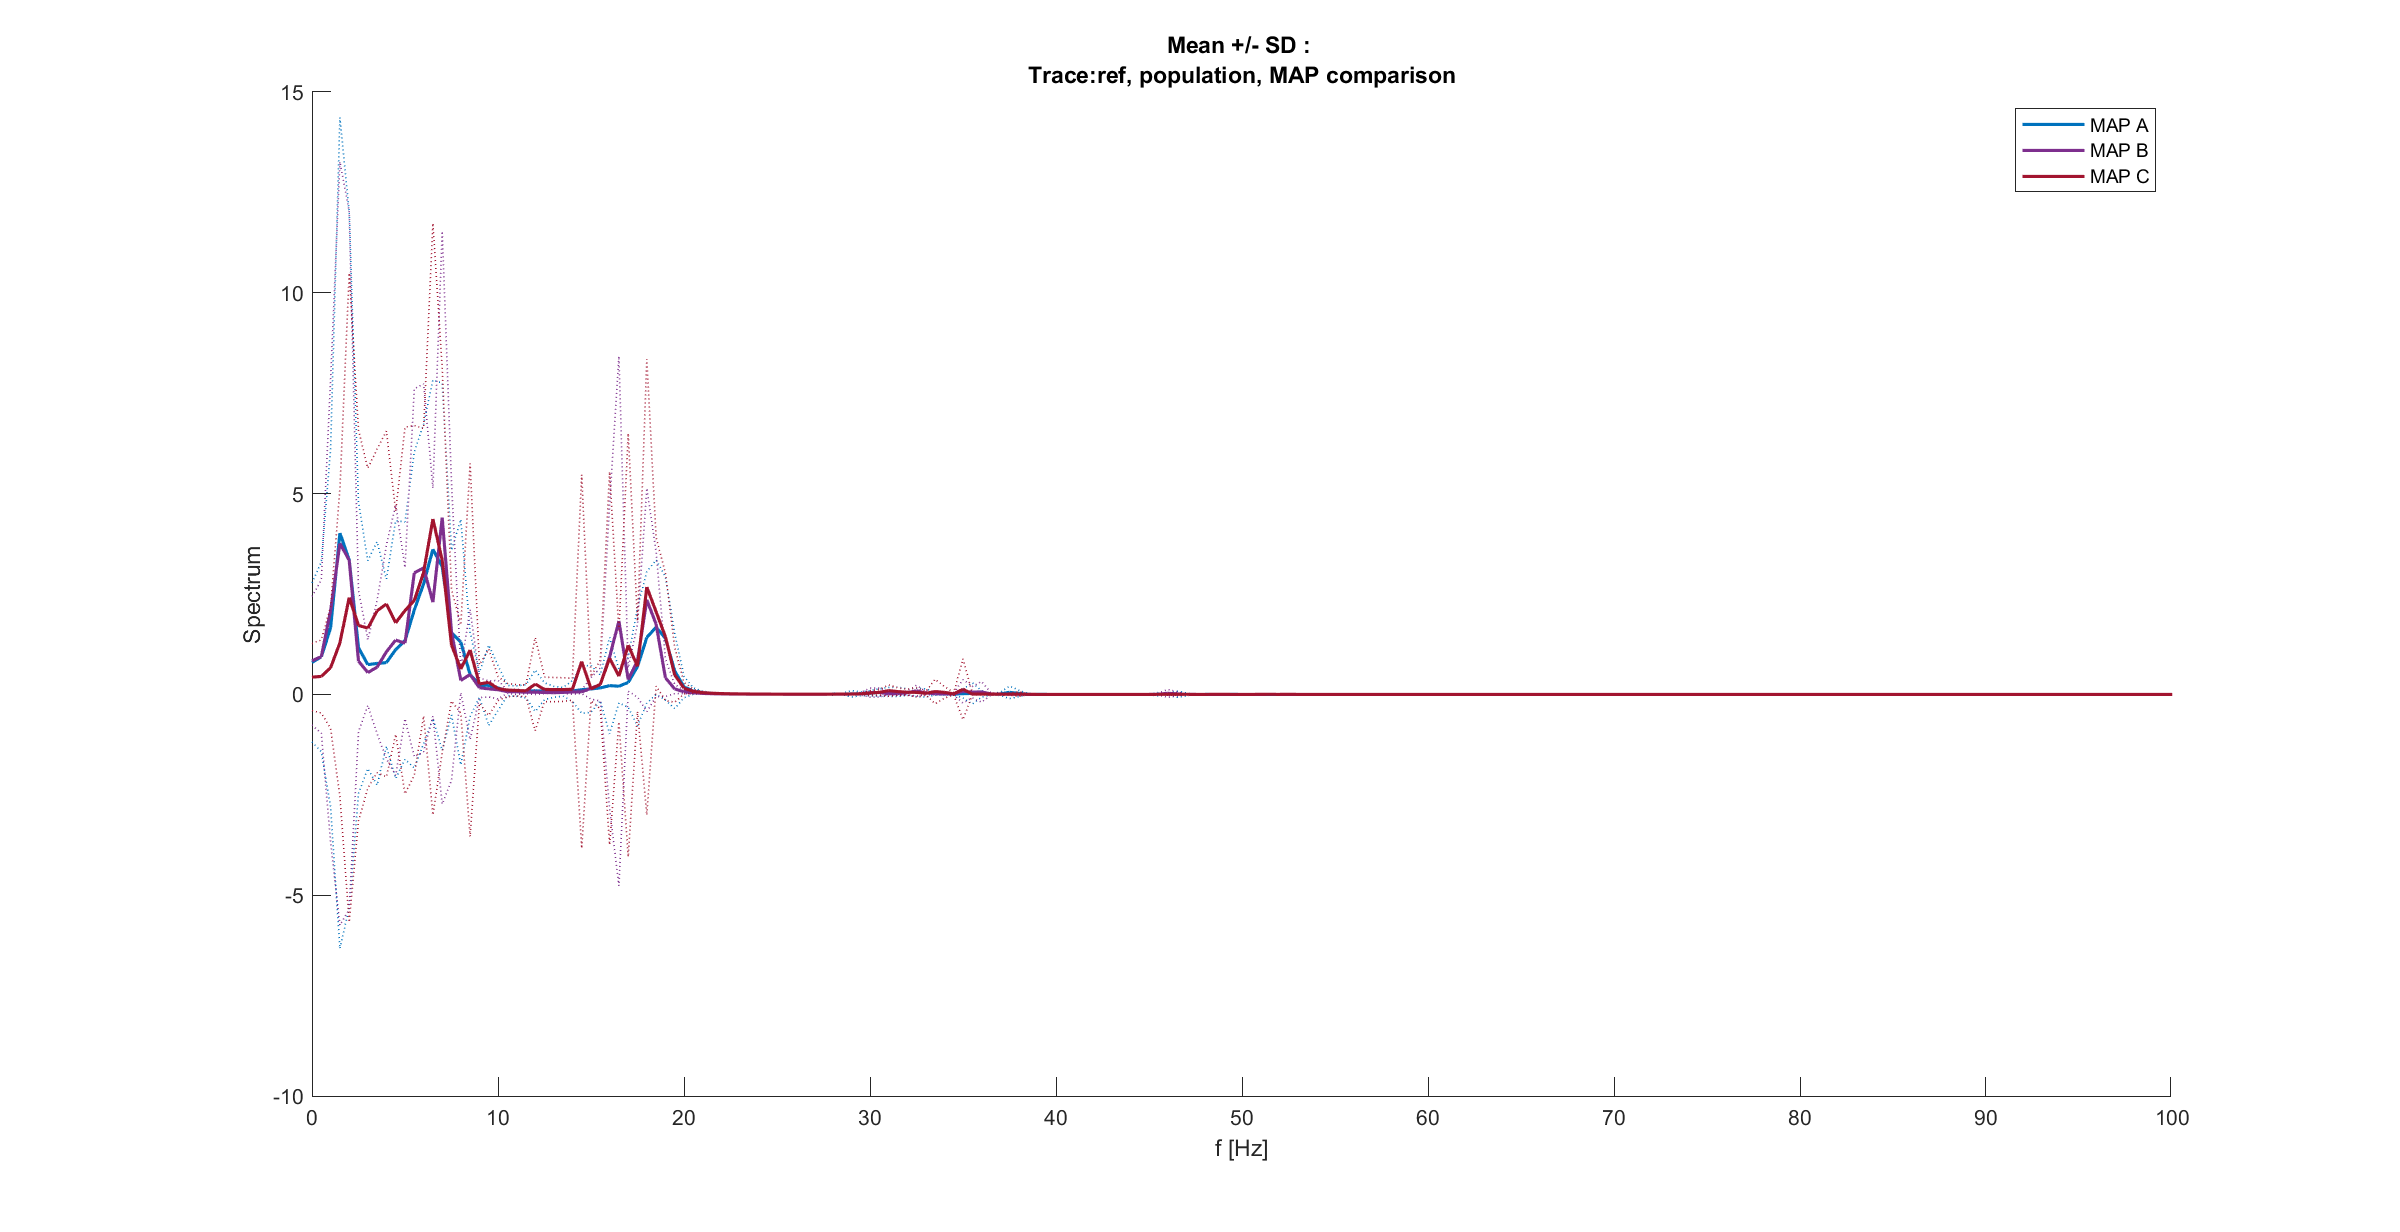 Mean +/- SD :
Trace:ref, population, MAP comparison
15
10
5
0
-5
-10
Spectrum
MAP A
MAP B
MAP C
0 10 20 30 40 50 60 70 80 90 100
f [Hz]